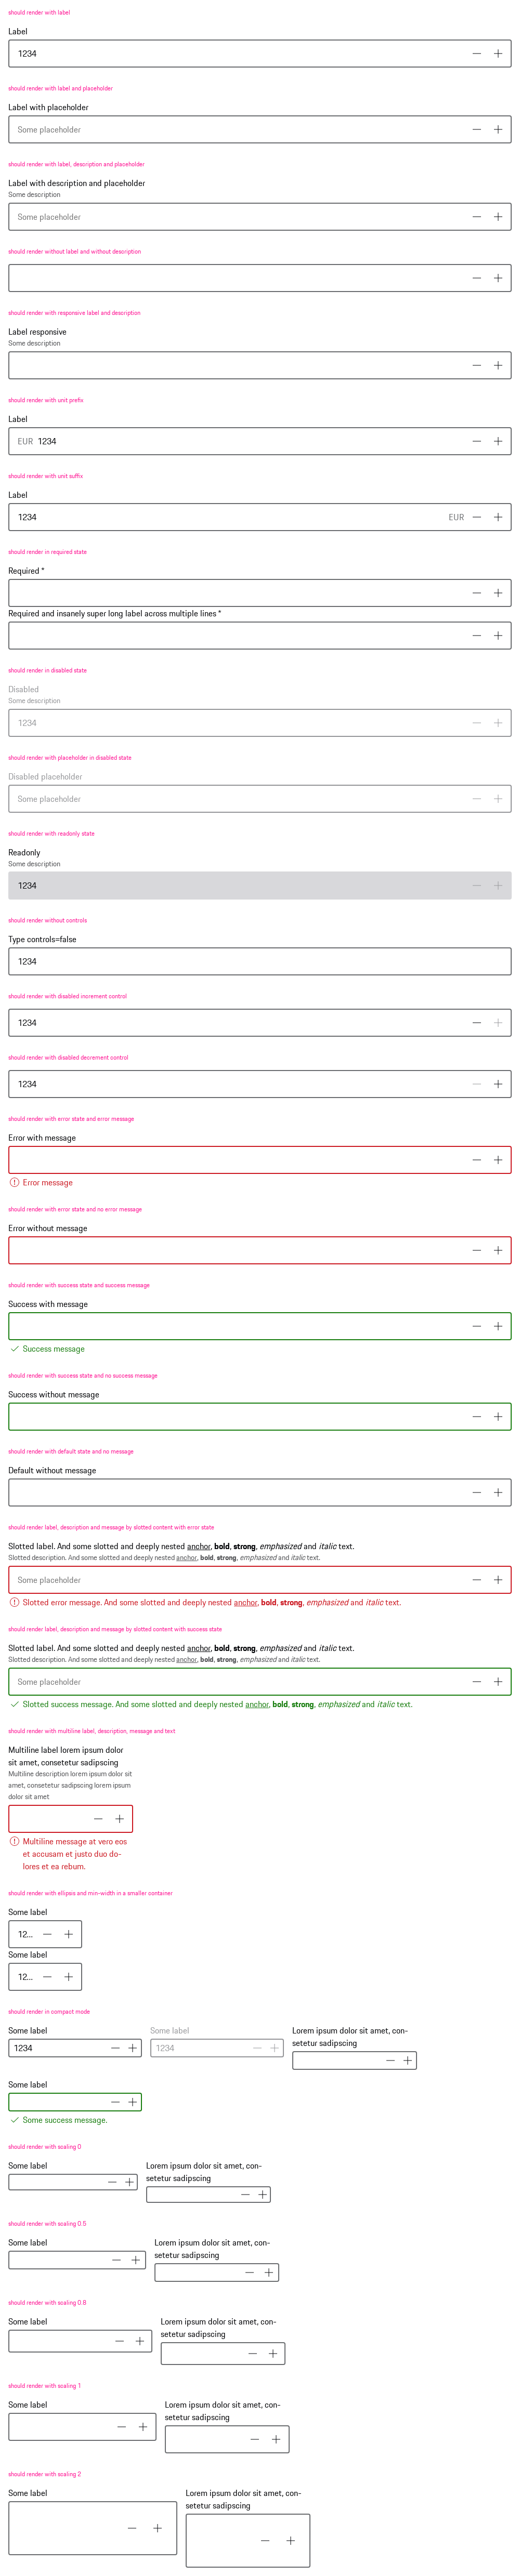 should render with label
Label
1234
should render with label and placeholder
Label with placeholder
Some placeholder
should render with label, description and placeholder
Label with description and placeholder
Some description
Some placeholder
should render without label and without description
should render with responsive label and description
Label responsive
Some description
should render with unit prefix
Label
EUR 1234
should render with unit suffix
Label
1234 EUR
should render in required state
Required *
Required and insanely super long label across multiple lines *
should render in disabled state
Disabled
Some description
1234
should render with placeholder in disabled state
Disabled placeholder
Some placeholder
should render with readonly state
Readonly
Some description
1234
should render without controls
Type controls=false
1234
should render with disabled increment control
1234
should render with disabled decrement control
1234
should render with error state and error message
Error with message
Error message
should render with error state and no error message
Error without message
should render with success state and success message
Success with message
Success message
should render with success state and no success message
Success without message
should render with default state and no message
Default without message
should render label, description and message by slotted content with error state
Slotted label. And some slotted and deeply nested anchor, bold, strong, emphasized and italic text.
Slotted description. And some slotted and deeply nested anchor, bold, strong, emphasized and italic text.
Some placeholder
Slotted error message. And some slotted and deeply nested anchor, bold, strong, emphasized and italic text.
should render label, description and message by slotted content with success state
Slotted label. And some slotted and deeply nested anchor, bold, strong, emphasized and italic text.
Slotted description. And some slotted and deeply nested anchor, bold, strong, emphasized and italic text.
Some placeholder
Slotted success message. And some slotted and deeply nested anchor, bold, strong, emphasized and italic text.
should render with multiline label, description, message and text
Multiline label lorem ipsum dolor
sit amet, consetetur sadipscing
Multiline description lorem ipsum dolor sit
amet, consetetur sadipscing lorem ipsum
dolor sit amet
Multiline message at vero eos
et accusam et justo duo do-
lores et ea rebum.
should render with ellipsis and min-width in a smaller container
Some label
12...
Some label
12...
should render in compact mode
Some label
1234
Some label
1234
Lorem ipsum dolor sit amet, con-
setetur sadipscing
Some label
Some success message.
should render with scaling 0
Some label
Lorem ipsum dolor sit amet, con-
setetur sadipscing
should render with scaling 0.5
Some label
Lorem ipsum dolor sit amet, con-
setetur sadipscing
should render with scaling 0.8
Some label
Lorem ipsum dolor sit amet, con-
setetur sadipscing
should render with scaling 1
Some label
Lorem ipsum dolor sit amet, con-
setetur sadipscing
should render with scaling 2
Some label
Lorem ipsum dolor sit amet, con-
setetur sadipscing